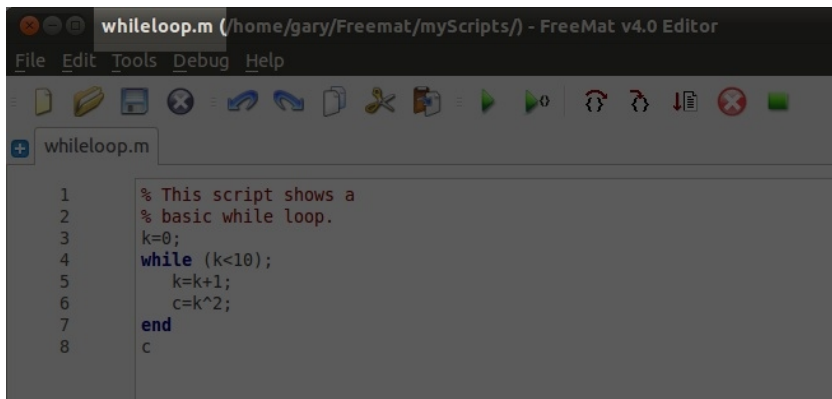 whileloop.m (/home/gary/Freemat/myScripts/) - FreeMat v4.0 Editor
File Edit Tools Debug Help
whileloop.m
1 % This script shows a
2 % basic while loop.
3 k=0;
4 while (k<10);
5 k=k+1;
6 c=k^2;
7 end
8 c